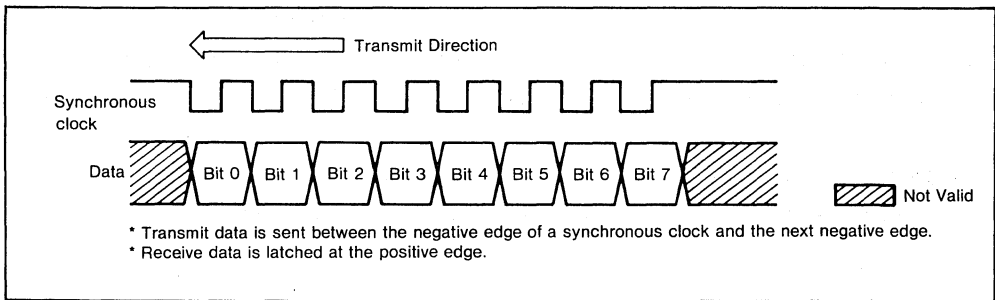 Transmit Direction
Synchronous
clock
Data
Bit 0
Bit 1
Bit 2
Bit 3
Bit 4
Bit 5
Bit 6
Bit 7
Not Valid
* Transmit data is sent between the negative edge of a synchronous clock and the next negative edge.
* Receive data is latched at the positive edge.